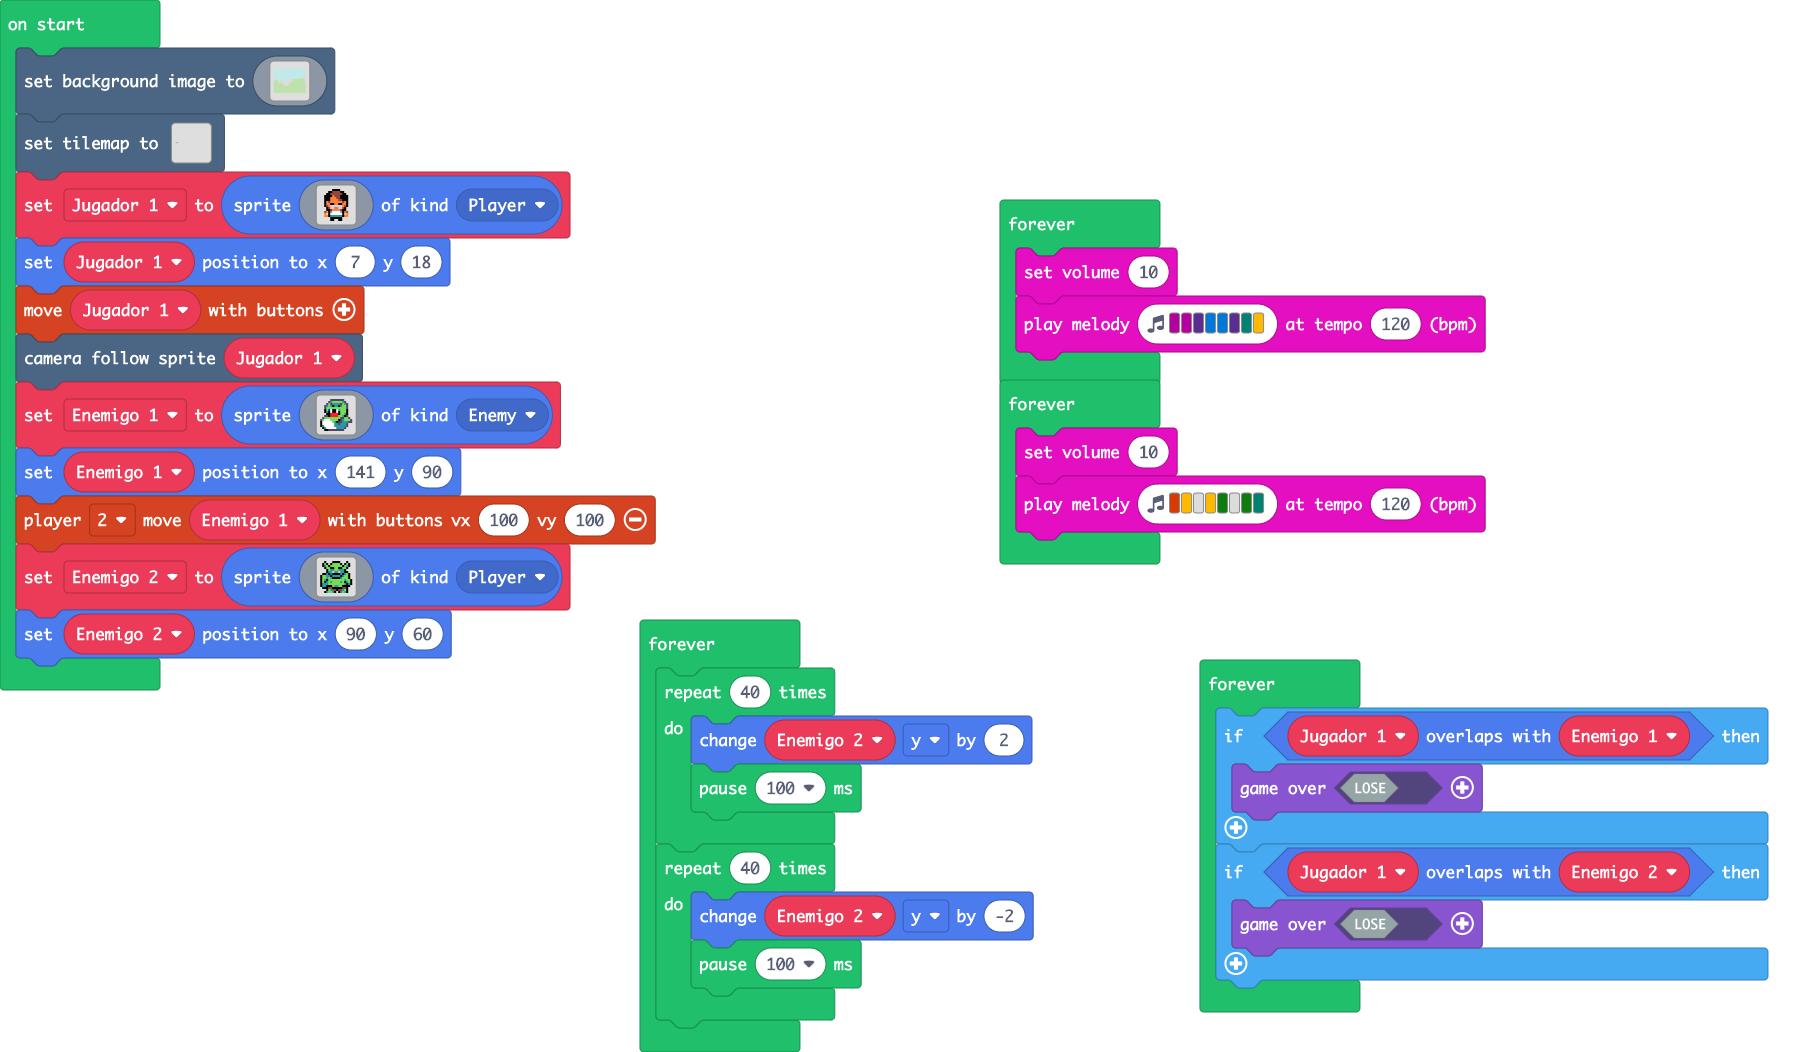 on start
set background image to
set tilemap to
set Jugador 1 to sprite of kind Player
set Jugador 1 position to x 7 y 18
move Jugador 1 with buttons
camera follow sprite Jugador 1
set Enemigo 1 to sprite of kind Enemy
set Enemigo 1 position to x 141 y 90
player 2 move Enemigo 1 with buttons vx 100 vy 100
set Enemigo 2 to sprite of kind Player
set Enemigo 2 position to x 90 y 60
forever
set volume 10
play melody at tempo 120 (bpm)
forever
set volume 10
play melody at tempo 120 (bpm)
forever
repeat 40 times
do
change Enemigo 2 y by 2
pause 100 ms
repeat 40 times
do
change Enemigo 2 y by -2
pause 100 ms
forever
if Jugador 1 overlaps with Enemigo 1 then
game over LOSE
if Jugador 1 overlaps with Enemigo 2 then
game over LOSE